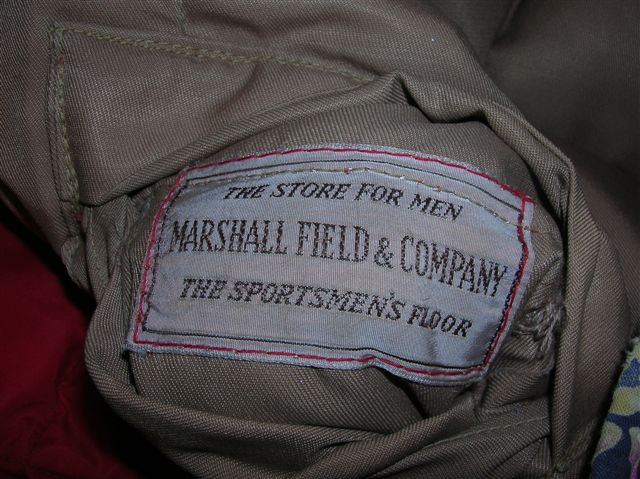 THE STORE FOR MEN
MARSHALL FIELD & COMPANY
THE SPORTSMEN'S FLOOR